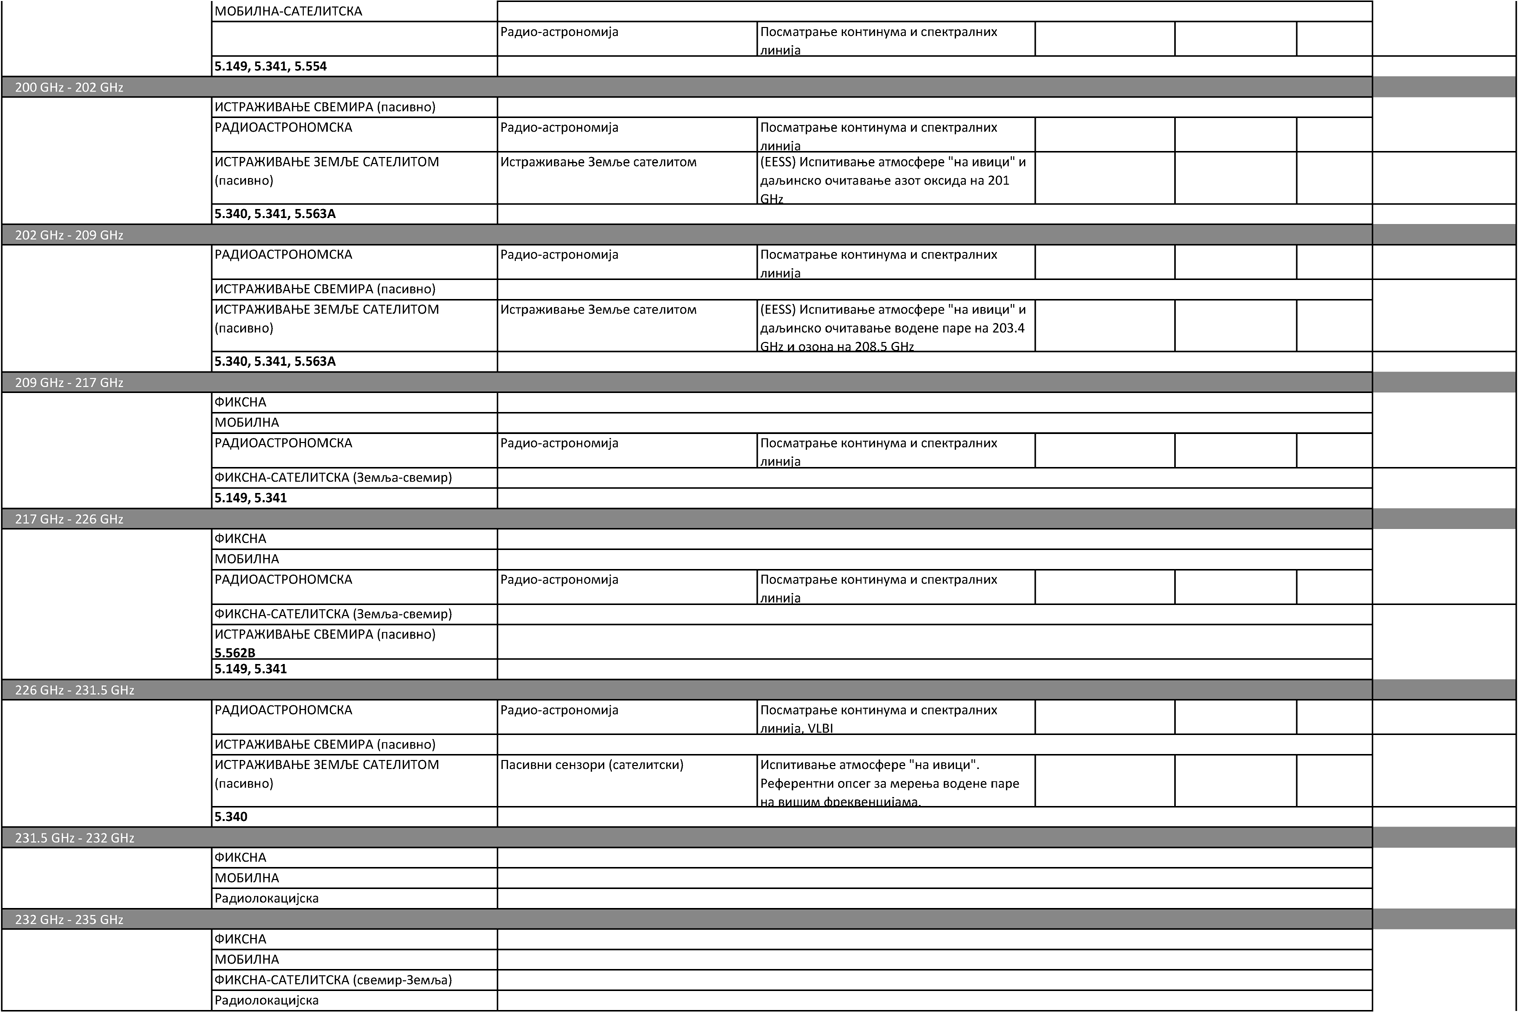 МОБИЛНА-САТЕЛИТСКА
Радио-астрономија
Посматрање континума и спектралних
линија
5.149, 5.341, 5.554
200 GHz - 202 GHz
ИСТРАЖИВАЊЕ СВЕМИРА (пасивно)
РАДИОАСТРОНОМСКА
Радио-астрономија
Посматрање континума и спектралних
линија
ИСТРАЖИВАЊЕ ЗЕМЉЕ САТЕЛИТОМ
(пасивно)
Истраживање Земље сателитом
(EESS) Испитивање атмосфере "на ивици" и
даљинско очитавање азот оксида на 201
GHz
5.340, 5.341, 5.563A
202 GHz - 209 GHz
РАДИОАСТРОНОМСКА
Радио-астрономија
Посматрање континума и спектралних
линија
ИСТРАЖИВАЊЕ СВЕМИРА (пасивно)
ИСТРАЖИВАЊЕ ЗЕМЉЕ САТЕЛИТОМ
(пасивно)
Истраживање Земље сателитом
(EESS) Испитивање атмосфере "на ивици" и
даљинско очитавање водене паре на 203.4
GHz и озона на 208.5 GHz
5.340, 5.341, 5.563A
209 GHz - 217 GHz
ФИКСНА
МОБИЛНА
РАДИОАСТРОНОМСКА
Радио-астрономија
Посматрање континума и спектралних
линија
ФИКСНА-САТЕЛИТСКА (Земља-свемир)
5.149, 5.341
217 GHz - 226 GHz
ФИКСНА
МОБИЛНА
РАДИОАСТРОНОМСКА
Радио-астрономија
Посматрање континума и спектралних
линија
ФИКСНА-САТЕЛИТСКА (Земља-свемир)
ИСТРАЖИВАЊЕ СВЕМИРА (пасивно)
5.562B
5.149, 5.341
226 GHz - 231.5 GHz
РАДИОАСТРОНОМСКА
Радио-астрономија
Посматрање континума и спектралних
линија, VLBI
ИСТРАЖИВАЊЕ СВЕМИРА (пасивно)
ИСТРАЖИВАЊЕ ЗЕМЉЕ САТЕЛИТОМ
(пасивно)
Пасивни сензори (сателитски)
Испитивање атмосфере "на ивици".
Референтни опсег за мерења водене паре
на вишим фреквенцијама.
5.340
231.5 GHz - 232 GHz
ФИКСНА
МОБИЛНА
Радиолокацијска
232 GHz - 235 GHz
ФИКСНА
МОБИЛНА
ФИКСНА-САТЕЛИТСКА (свемир-Земља)
Радиолокацијска